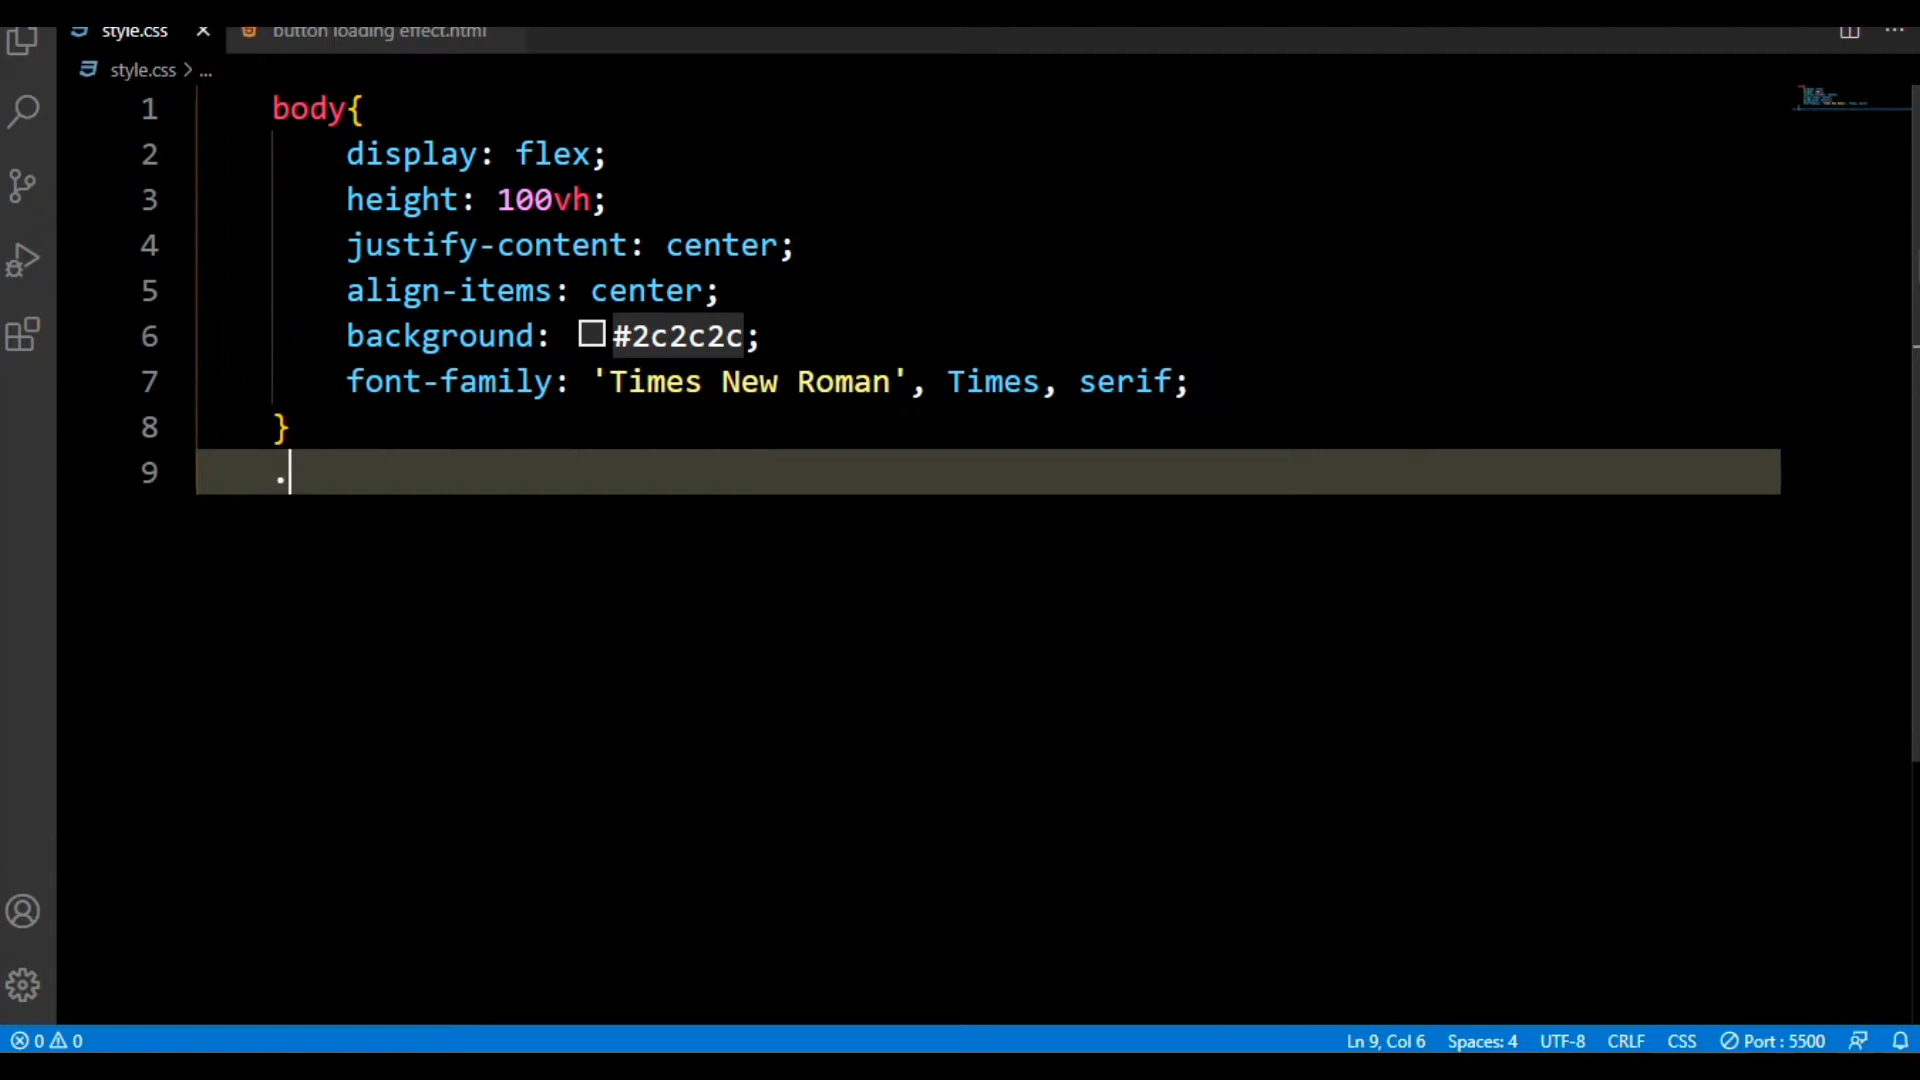 style.css button loading effect.html
style.css > ...
1 body{
2 display: flex;
3 height: 100vh;
4 justify-content: center;
5 align-items: center;
6 background: #2c2c2c;
7 font-family: 'Times New Roman', Times, serif;
8 }
9 .
0 0 Ln 9, Col 6 Spaces: 4 UTF-8 CRLF CSS Port : 5500